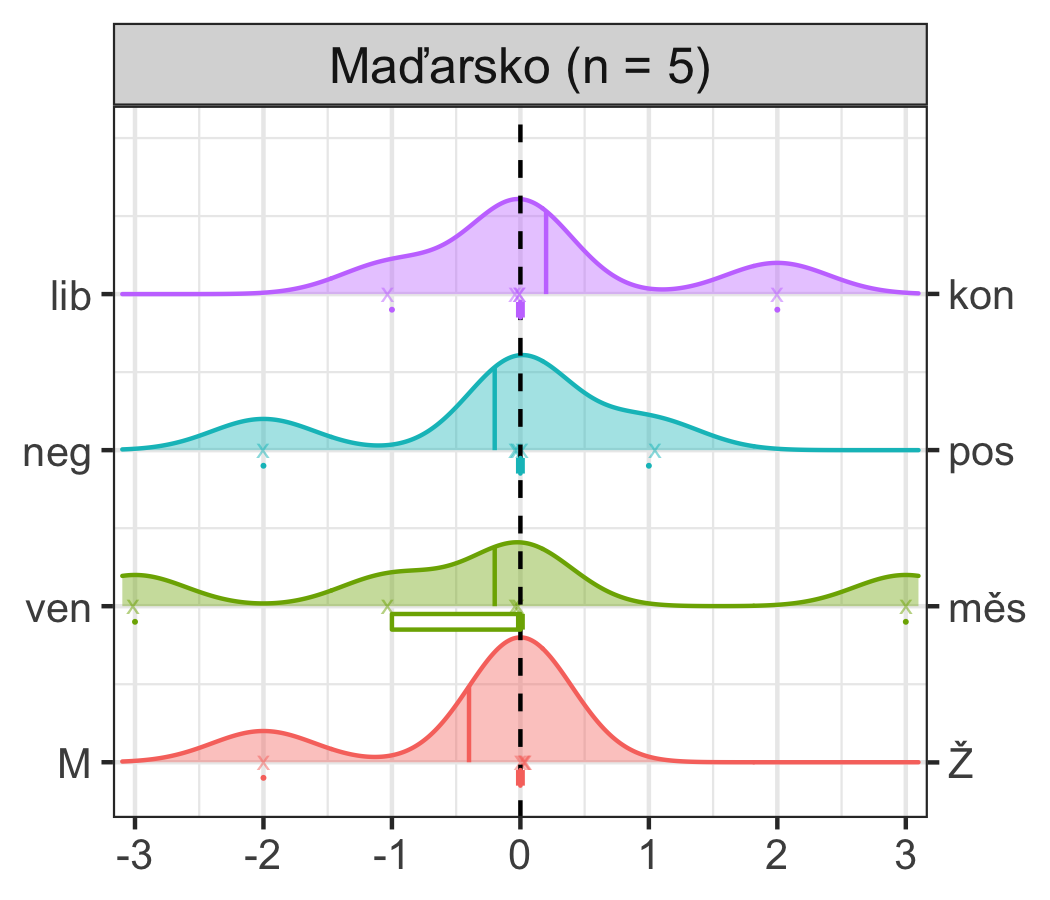 Maďarsko (n = 5)
lib kon
neg pos
ven měs
M Ž
-3 -2 -1 0 1 2 3